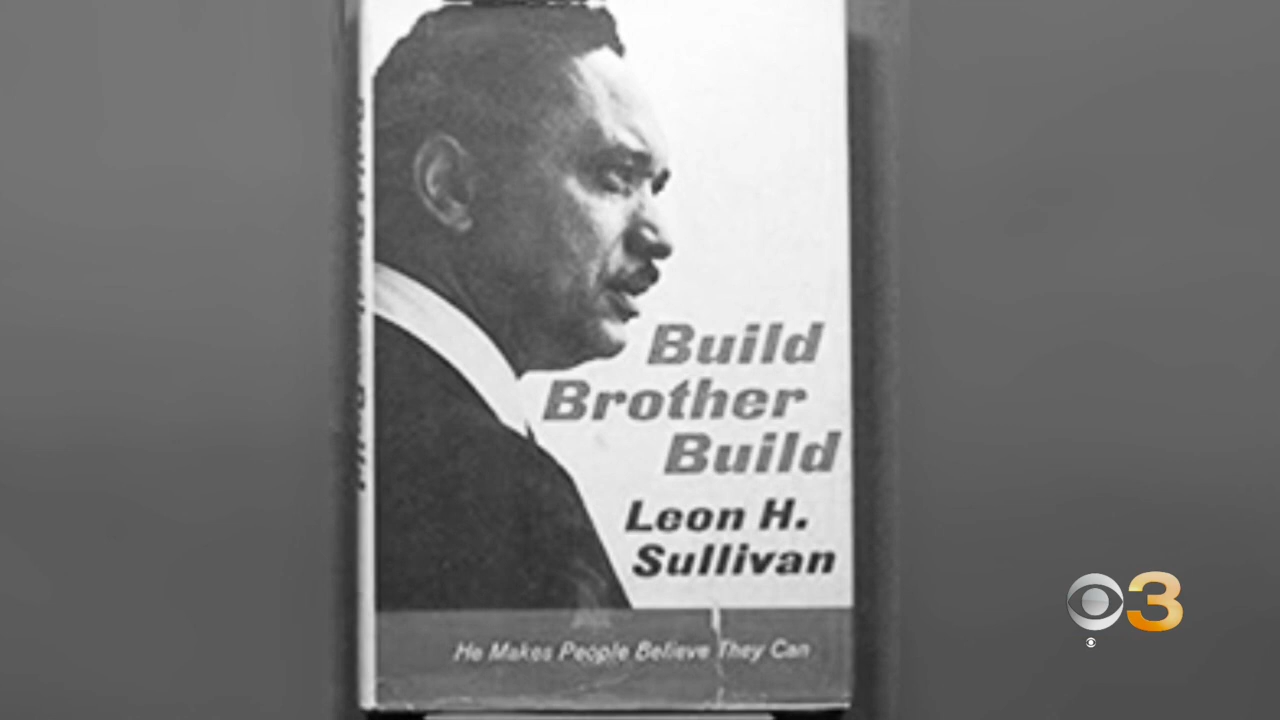 Build
Brother
Build
Leon H.
Sullivan
He Makes People Believe They Can
3